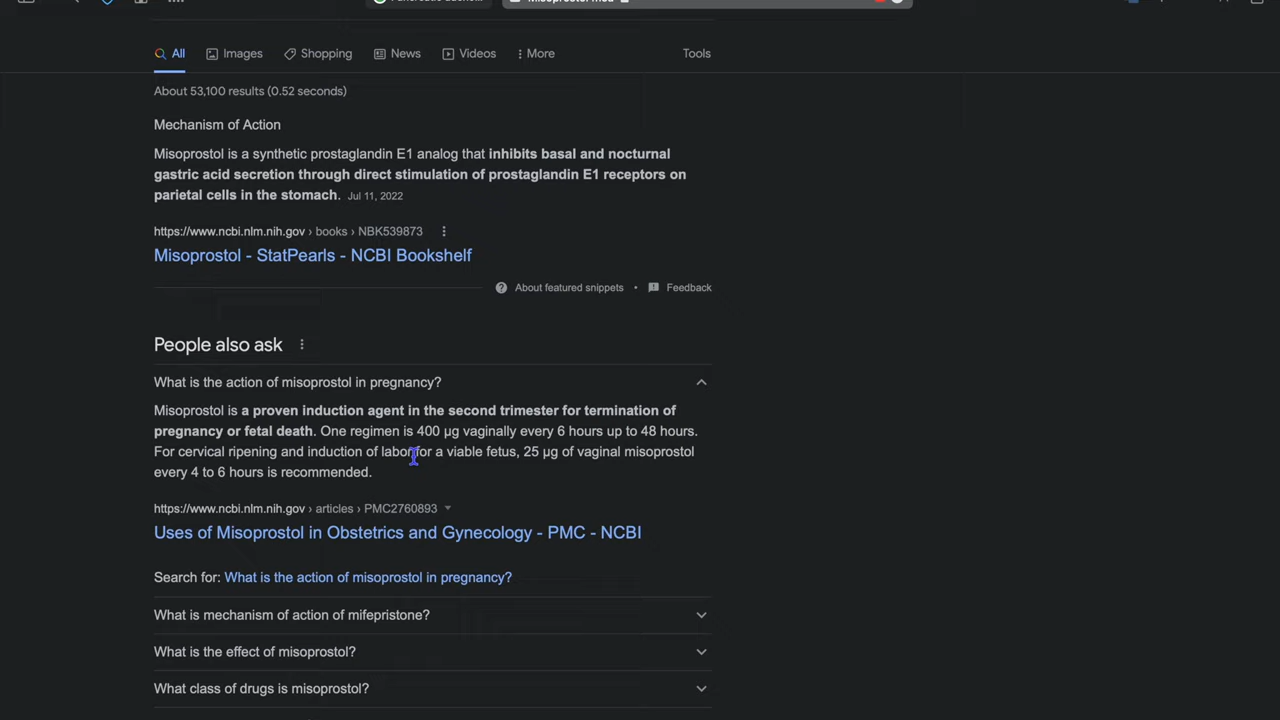 All Images Shopping News Videos More Tools
About 53,100 results (0.52 seconds)
Mechanism of Action
Misoprostol is a synthetic prostaglandin E1 analog that inhibits basal and nocturnal
gastric acid secretion through direct stimulation of prostaglandin E1 receptors on
parietal cells in the stomach. Jul 11, 2022
https://www.ncbi.nlm.nih.gov › books › NBK539873
Misoprostol - StatPearls - NCBI Bookshelf
About featured snippets • Feedback
People also ask
What is the action of misoprostol in pregnancy?
Misoprostol is a proven induction agent in the second trimester for termination of
pregnancy or fetal death. One regimen is 400 μg vaginally every 6 hours up to 48 hours.
For cervical ripening and induction of labor for a viable fetus, 25 μg of vaginal misoprostol
every 4 to 6 hours is recommended.
https://www.ncbi.nlm.nih.gov › articles › PMC2760893
Uses of Misoprostol in Obstetrics and Gynecology - PMC - NCBI
Search for: What is the action of misoprostol in pregnancy?
What is mechanism of action of mifepristone?
What is the effect of misoprostol?
What class of drugs is misoprostol?